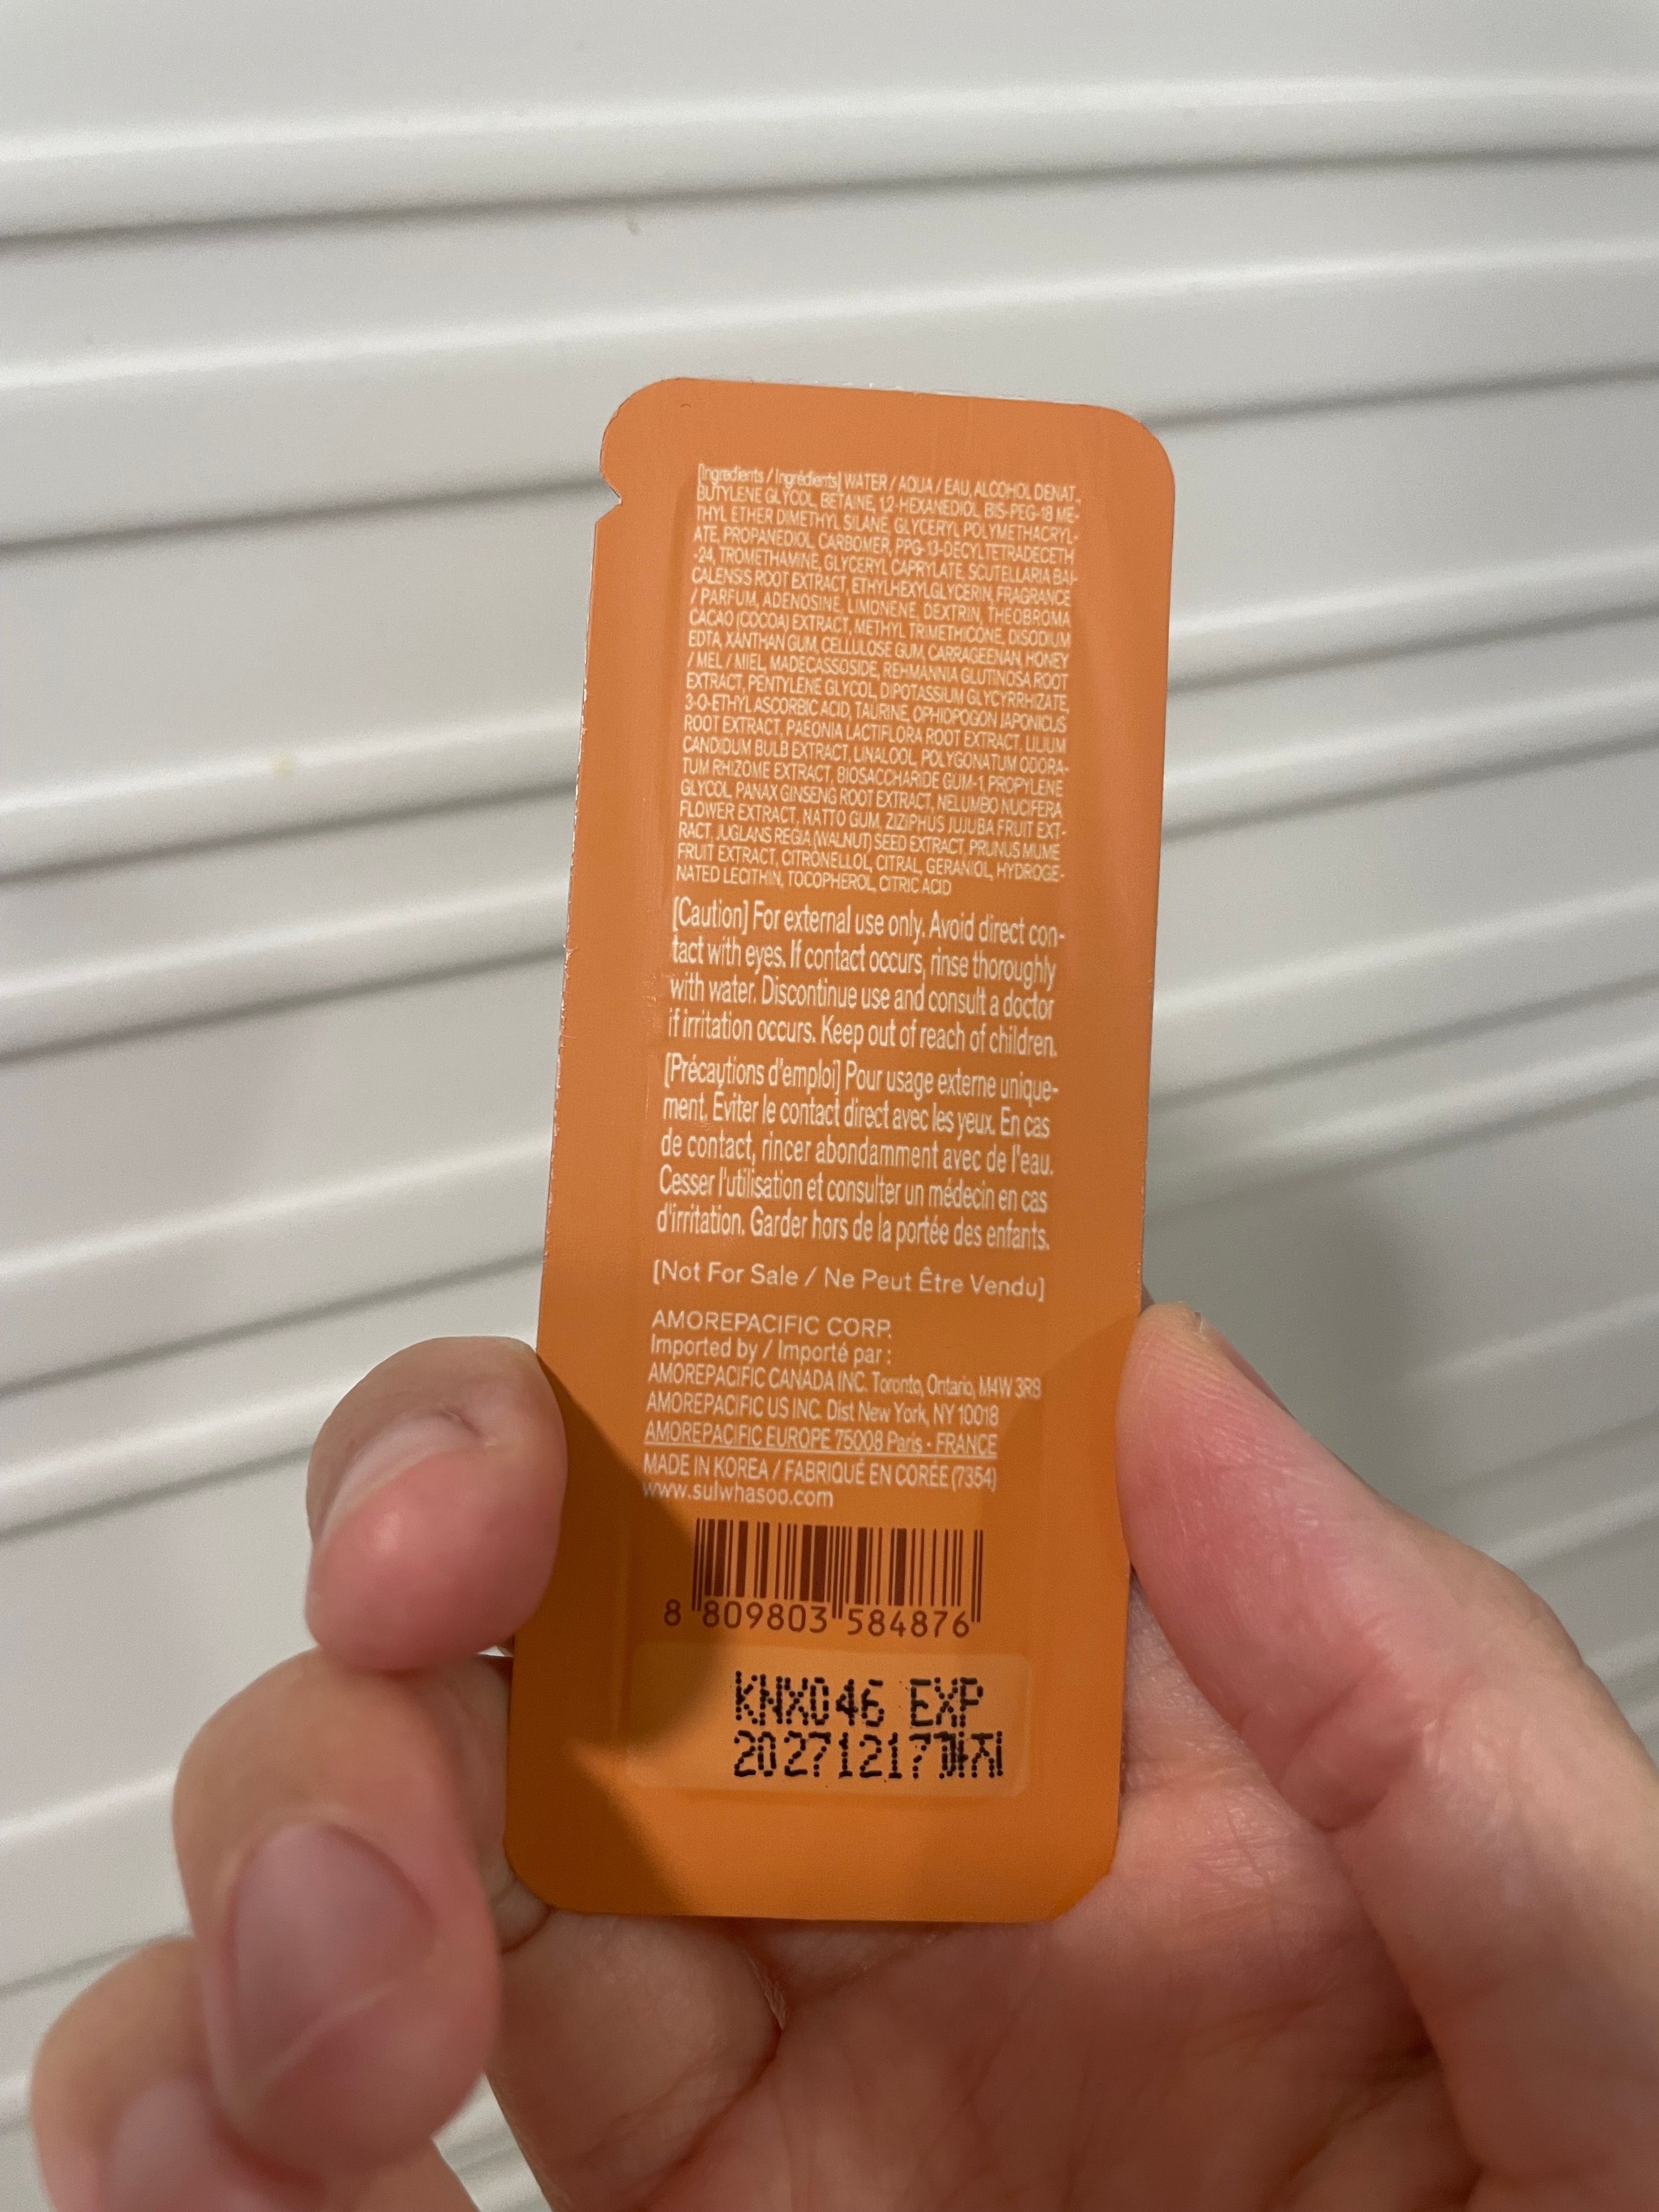 [Ingredients / Ingrédients] WATER / AQUA / EAU, ALCOHOL DENAT.,
BUTYLENE GLYCOL, BETAINE, 1,2-HEXANEDIOL, BIS-PEG-18 ME-
THYL ETHER DIMETHYL SILANE, GLYCERYL POLYMETHACRYL-
ATE, PROPANEDIOL, CARBOMER, PPG-13-DECYLTETRADECETH
-24, TROMETHAMINE, GLYCERYL CAPRYLATE, SCUTELLARIA BAI-
CALENSIS ROOT EXTRACT, ETHYLHEXYLGLYCERIN, FRAGRANCE
/ PARFUM, ADENOSINE, LIMONENE, DEXTRIN, THEOBROMA
CACAO (COCOA) EXTRACT, METHYL TRIMETHICONE, DISODIUM
EDTA, XANTHAN GUM, CELLULOSE GUM, CARRAGEENAN, HONEY
/ MEL / MIEL, MADECASSOSIDE, REHMANNIA GLUTINOSA ROOT
EXTRACT, PENTYLENE GLYCOL, DIPOTASSIUM GLYCYRRHIZATE,
3-O-ETHYL ASCORBIC ACID, TAURINE, OPHIOPOGON JAPONICUS
ROOT EXTRACT, PAEONIA LACTIFLORA ROOT EXTRACT, LILIUM
CANDIDUM BULB EXTRACT, LINALOOL, POLYGONATUM ODORA-
TUM RHIZOME EXTRACT, BIOSACCHARIDE GUM-1, PROPYLENE
GLYCOL, PANAX GINSENG ROOT EXTRACT, NELUMBO NUCIFERA
FLOWER EXTRACT, NATTO GUM, ZIZIPHUS JUJUBA FRUIT EXT-
RACT, JUGLANS REGIA (WALNUT) SEED EXTRACT, PRUNUS MUME
FRUIT EXTRACT, CITRONELLOL, CITRAL, GERANIOL, HYDROGE-
NATED LECITHIN, TOCOPHEROL, CITRIC ACID
[Caution] For external use only. Avoid direct con-
tact with eyes. If contact occurs, rinse thoroughly
with water. Discontinue use and consult a doctor
if irritation occurs. Keep out of reach of children.
[Précautions d'emploi] Pour usage externe unique-
ment. Éviter le contact direct avec les yeux. En cas
de contact, rincer abondamment avec de l'eau.
Cesser l'utilisation et consulter un médecin en cas
d'irritation. Garder hors de la portée des enfants.
[Not For Sale / Ne Peut Être Vendu]
AMOREPACIFIC CORP.
Imported by / Importé par :
AMOREPACIFIC CANADA INC. Toronto, Ontario, M4W 3R9
AMOREPACIFIC US INC. Dist New York, NY 10018
AMOREPACIFIC EUROPE 75008 Paris - FRANCE
MADE IN KOREA / FABRIQUÉ EN CORÉE (7354)
www.sulwhasoo.com
8 809803 584876
KNX046 EXP
20271217까지